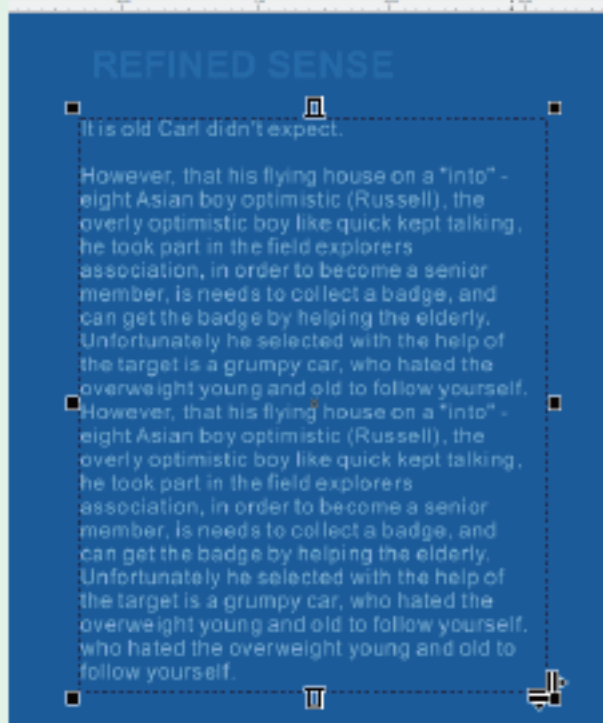 REFINED SENSE
It is old Carl didn't expect.
However, that his flying house on a "into" -
eight Asian boy optimistic (Russell), the
overly optimistic boy like quick kept talking,
he took part in the field explorers
association, in order to become a senior
member, is needs to collect a badge, and
can get the badge by helping the elderly.
Unfortunately he selected with the help of
the target is a grumpy car, who hated the
overweight young and old to follow yourself.
However, that his flying house on a "into" -
eight Asian boy optimistic (Russell), the
overly optimistic boy like quick kept talking,
he took part in the field explorers
association, in order to become a senior
member, is needs to collect a badge, and
can get the badge by helping the elderly.
Unfortunately he selected with the help of
the target is a grumpy car, who hated the
overweight young and old to follow yourself.
who hated the overweight young and old to
follow yourself.